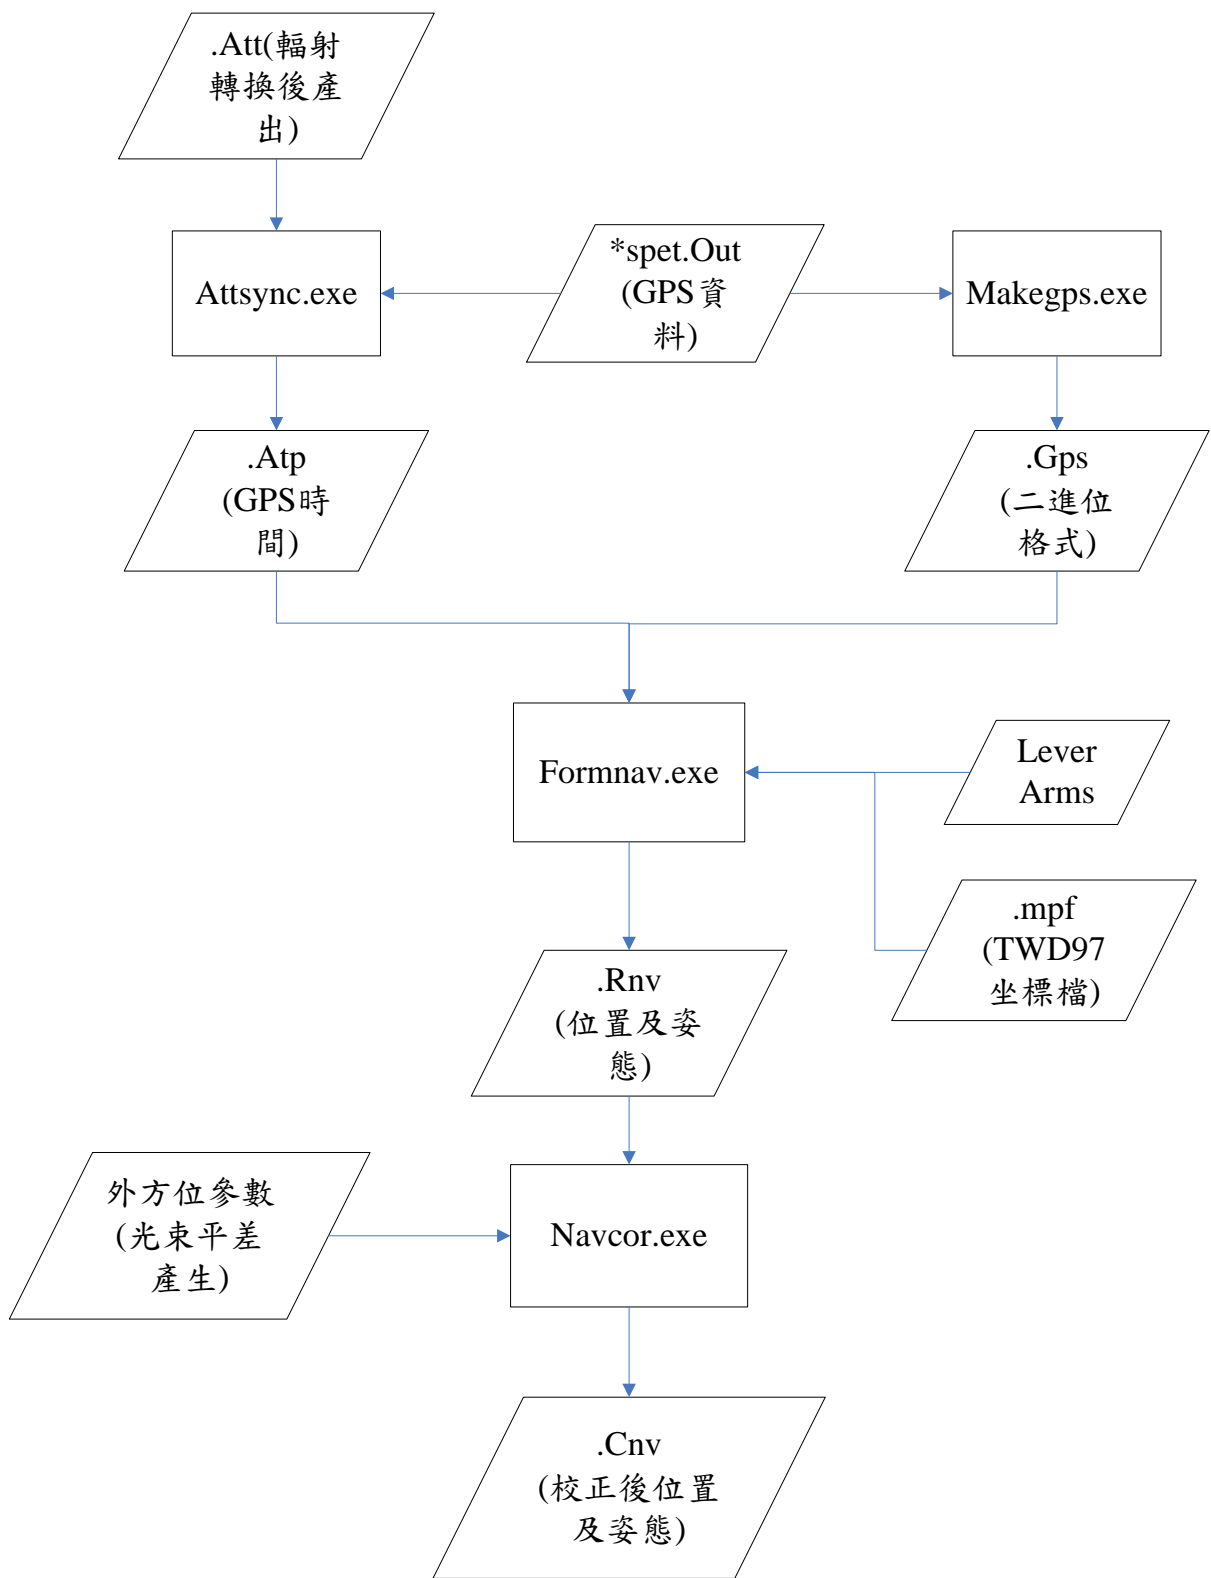 .Att(輻射
轉換後產
出)
Attsync.exe
*spet.Out
(GPS資
料)
Makegps.exe
.Atp
(GPS時
間)
.Gps
(二進位
格式)
Formnav.exe
Lever
Arms
.mpf
(TWD97
坐標檔)
.Rnv
(位置及姿
態)
外方位參數
(光束平差
產生)
Navcor.exe
.Cnv
(校正後位置
及姿態)